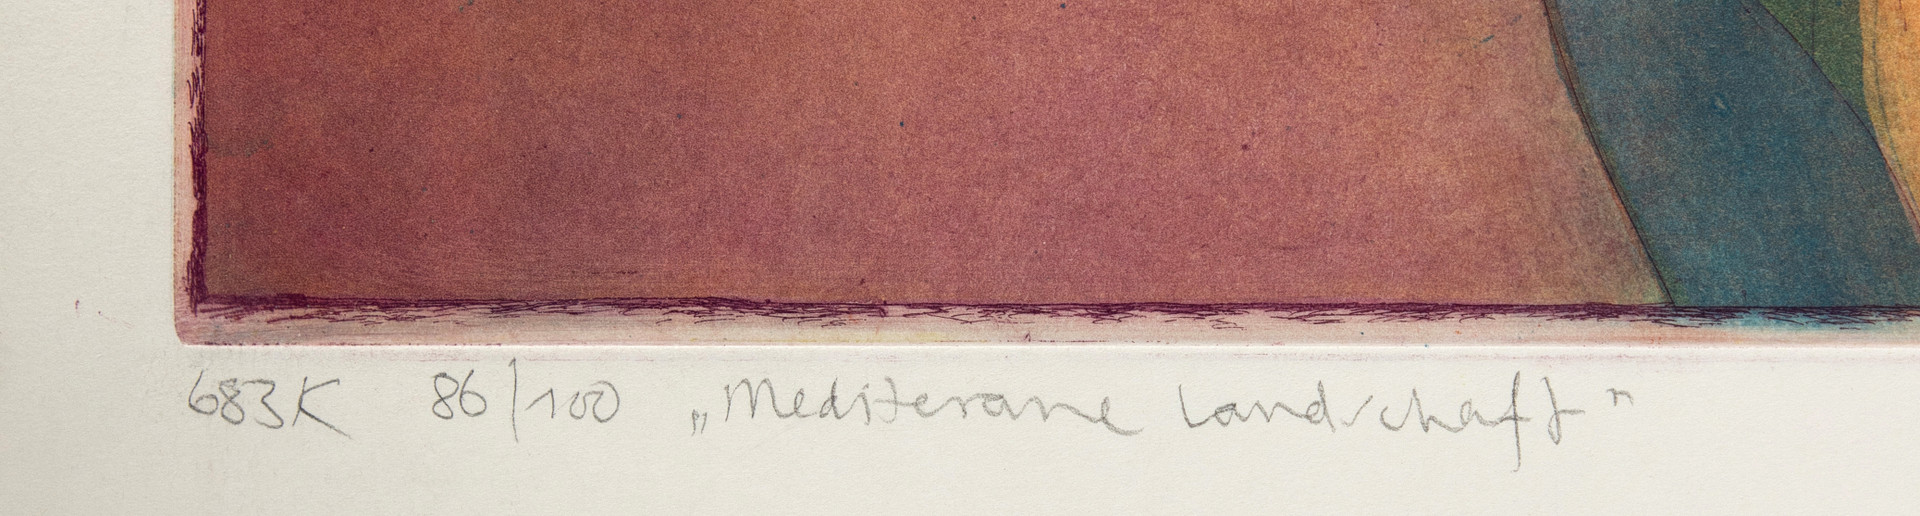 683K 86/100 „Mediterane Landschaft"